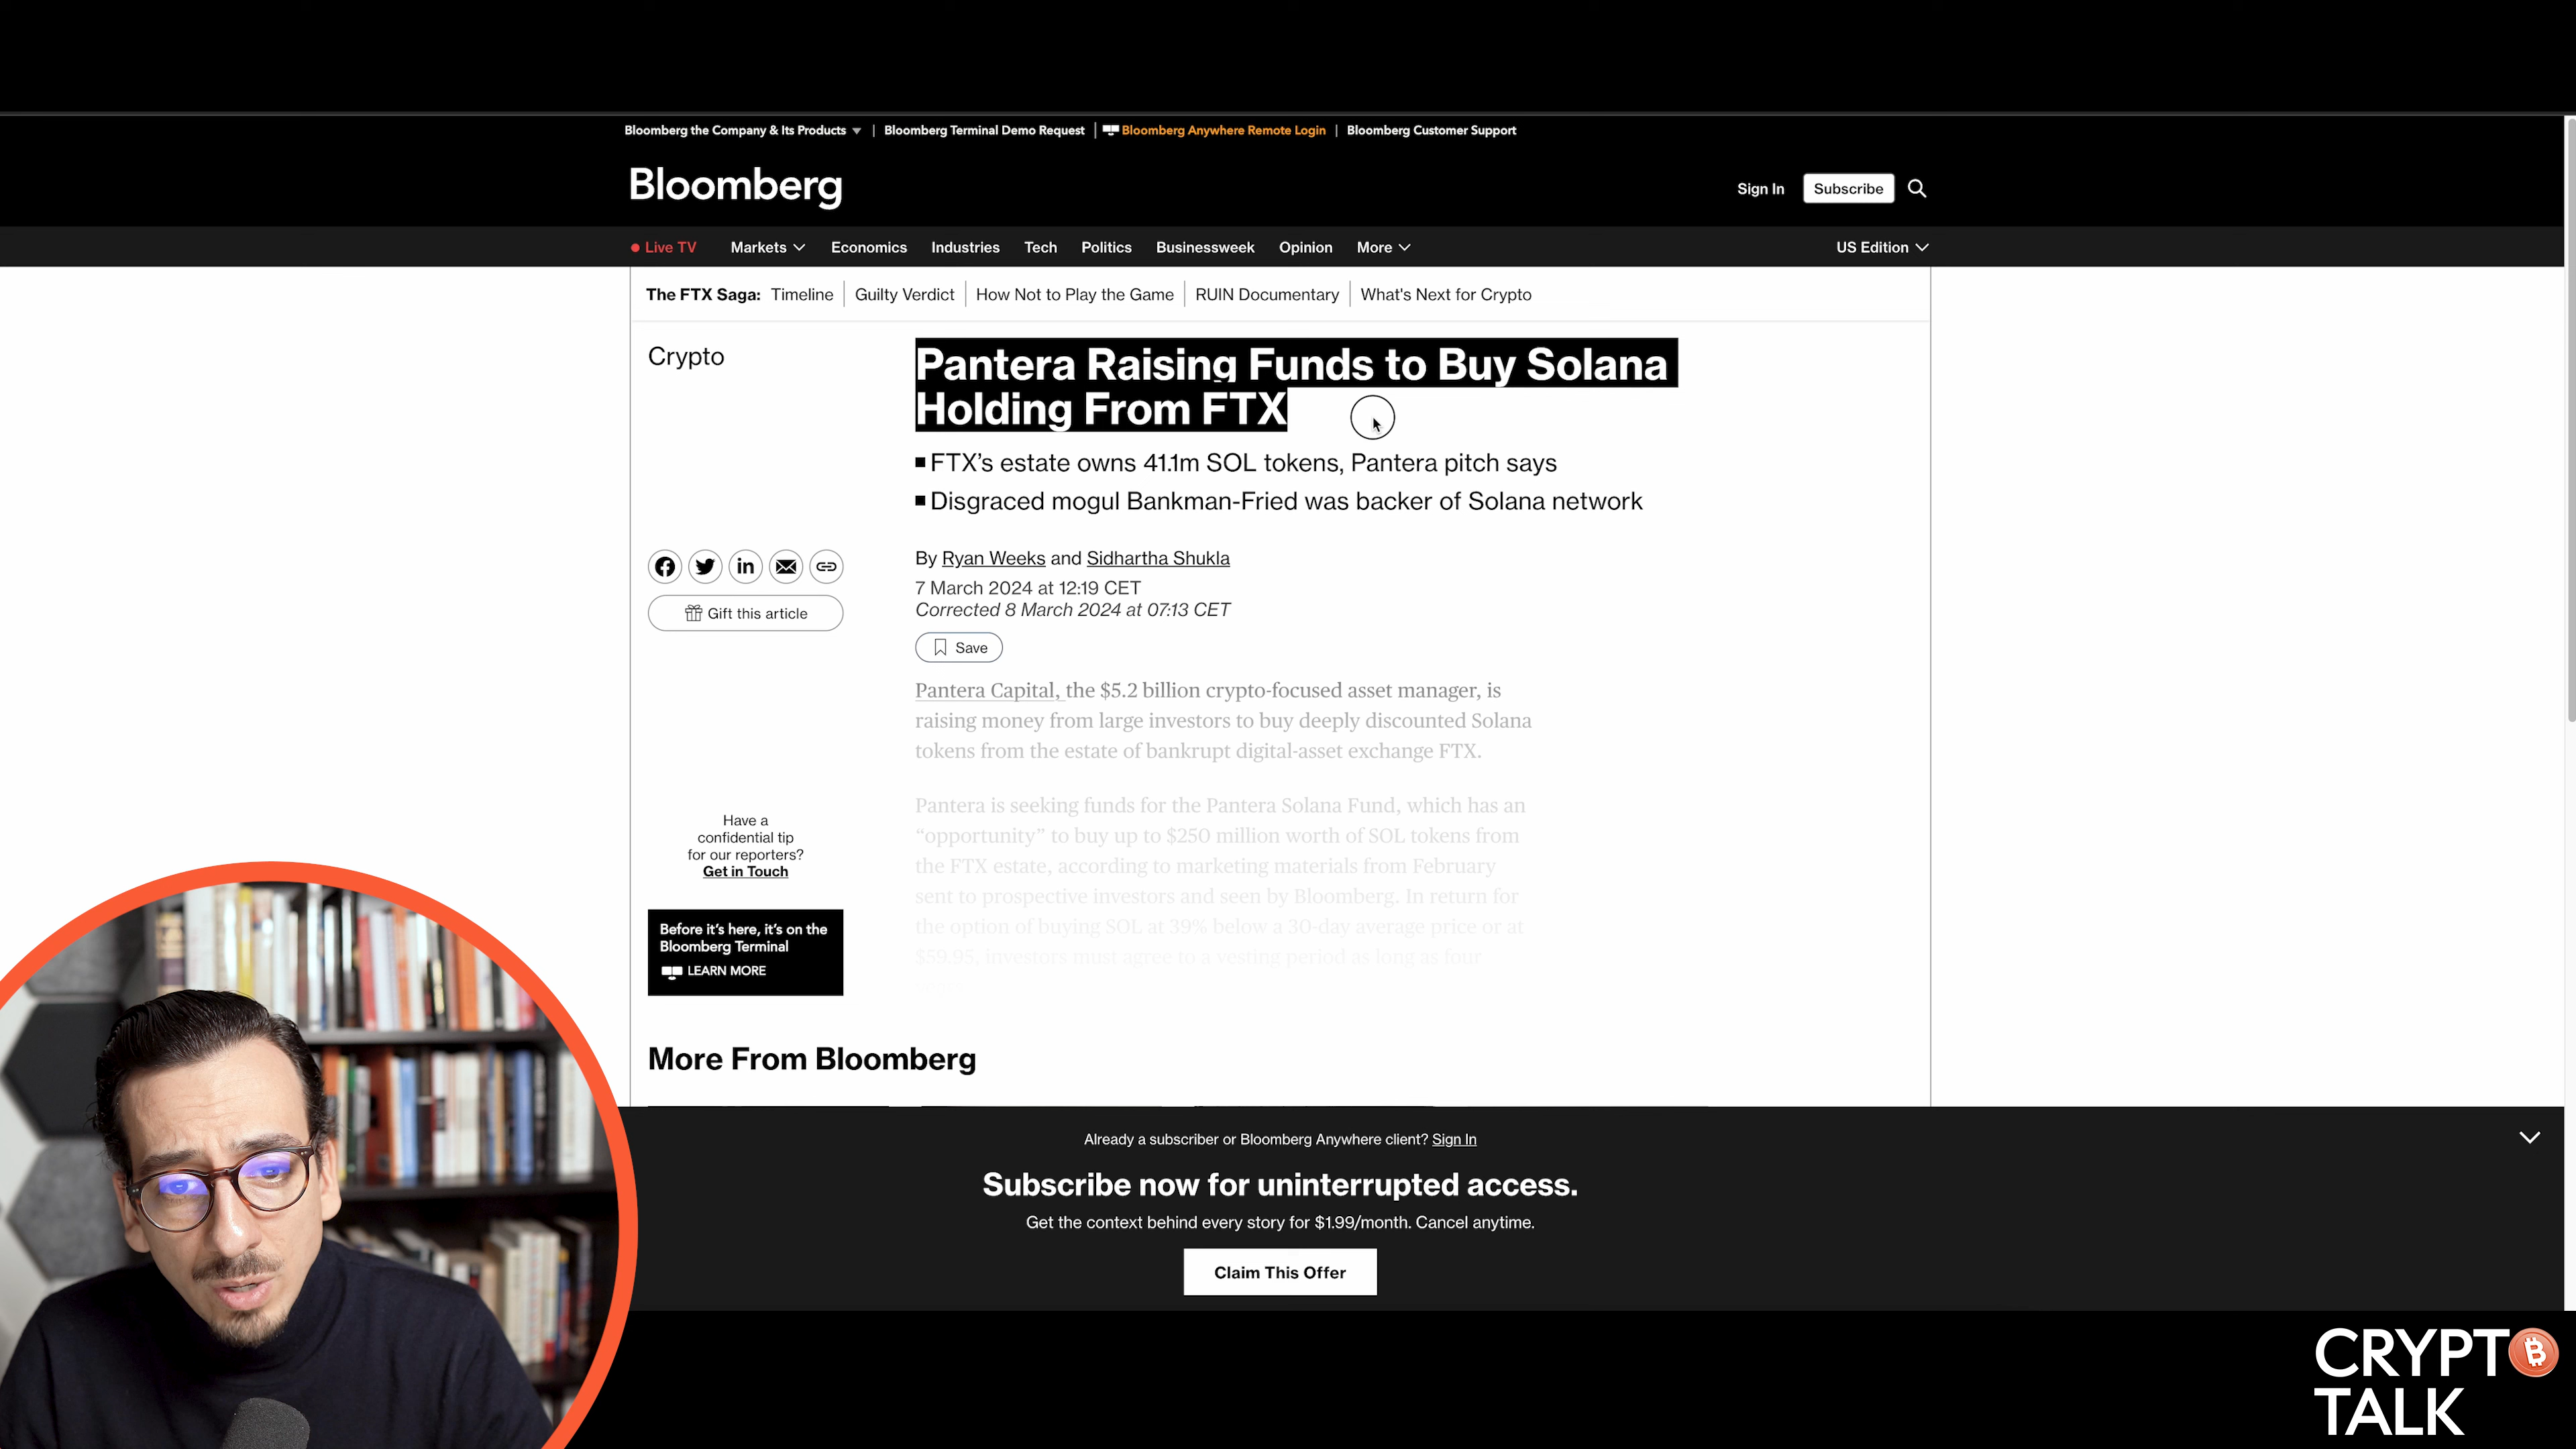 Bloomberg the Company & Its Products | Bloomberg Terminal Demo Request | Bloomberg Anywhere Remote Login | Bloomberg Customer Support
Bloomberg
Sign In Subscribe
Live TV Markets Economics Industries Tech Politics Businessweek Opinion More US Edition
The FTX Saga: Timeline | Guilty Verdict | How Not to Play the Game | RUIN Documentary | What's Next for Crypto
Crypto
Pantera Raising Funds to Buy Solana
Holding From FTX
FTX’s estate owns 41.1m SOL tokens, Pantera pitch says
Disgraced mogul Bankman-Fried was backer of Solana network
By Ryan Weeks and Sidhartha Shukla
7 March 2024 at 12:19 CET
Corrected 8 March 2024 at 07:13 CET
Gift this article
Save
Pantera Capital, the $5.2 billion crypto-focused asset manager, is
raising money from large investors to buy deeply discounted Solana
tokens from the estate of bankrupt digital-asset exchange FTX.
Pantera is seeking funds for the Pantera Solana Fund, which has an
“opportunity” to buy up to $250 million worth of SOL tokens from
the FTX estate, according to marketing materials from February
sent to prospective investors and seen by Bloomberg. In return for
the option of buying SOL at 39% below a 30-day average price or at
$59.95, investors must agree to a vesting period as long as four
Have a
confidential tip
for our reporters?
Get in Touch
Before it’s here, it’s on the
Bloomberg Terminal
LEARN MORE
More From Bloomberg
Already a subscriber or Bloomberg Anywhere client? Sign In
Subscribe now for uninterrupted access.
Get the context behind every story for $1.99/month. Cancel anytime.
Claim This Offer
CRYPTO
TALK